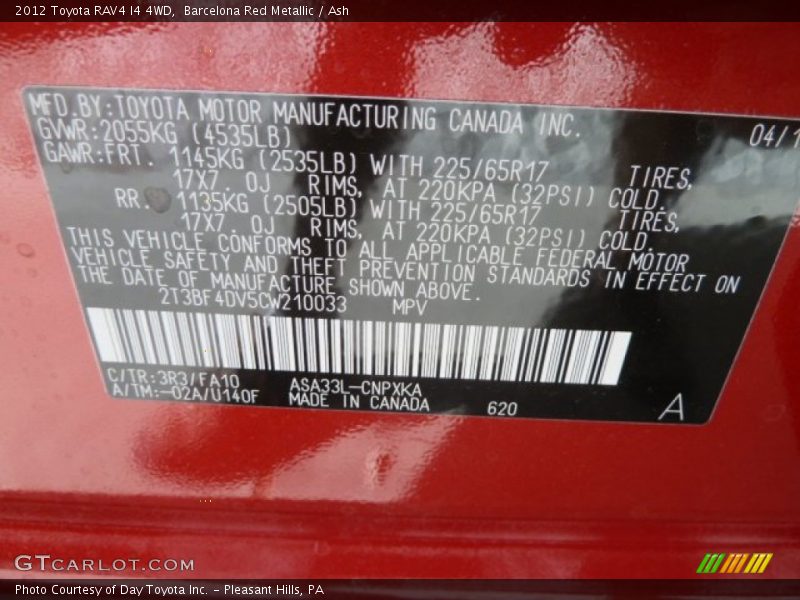 2012 Toyota RAV4 I4 4WD, Barcelona Red Metallic / Ash
MFD.BY:TOYOTA MOTOR MANUFACTURING CANADA INC. 04/1
GVWR:2055KG (4535LB)
GAWR:FRT. 1145KG (2535LB) WITH 225/65R17 TIRES,
17X7. 0J RIMS, AT 220KPA (32PSI) COLD.
RR. 1135KG (2505LB) WITH 225/65R17 TIRES,
17X7. 0J RIMS, AT 220KPA (32PSI) COLD.
THIS VEHICLE CONFORMS TO ALL APPLICABLE FEDERAL MOTOR
VEHICLE SAFETY AND THEFT PREVENTION STANDARDS IN EFFECT ON
THE DATE OF MANUFACTURE SHOWN ABOVE.
2T3BF4DV5CW210033 MPV
C/TR:3R3/FA10 ASA33L-CNPXKA
A/TM:-02A/U140F MADE IN CANADA 620 A
GTCARLOT.COM
Photo Courtesy of Day Toyota Inc. - Pleasant Hills, PA